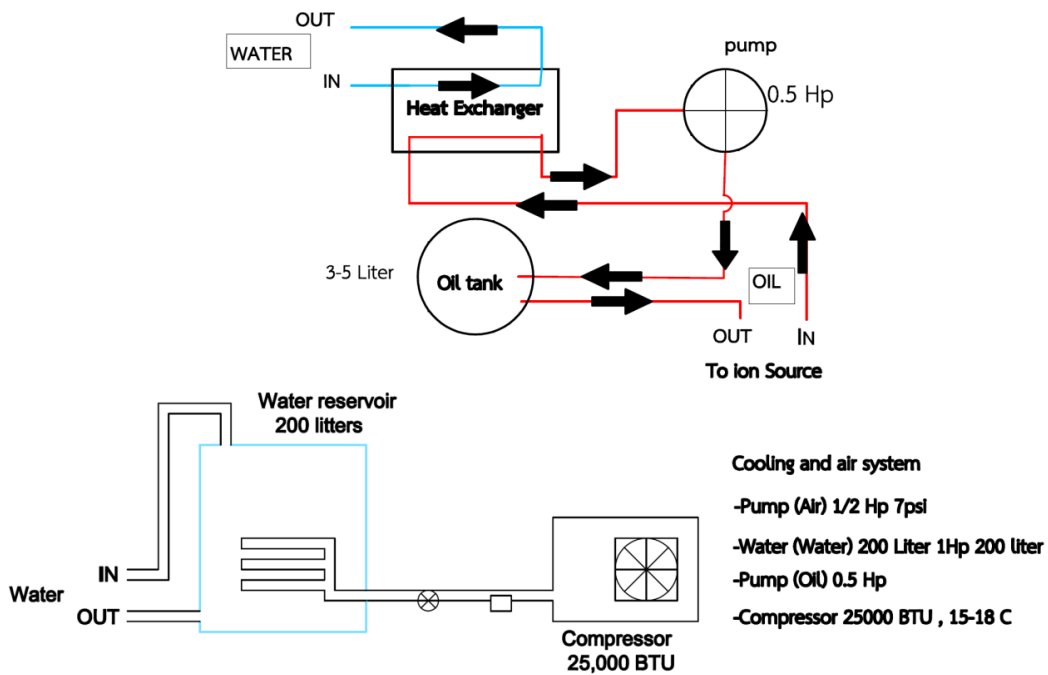 OUT
WATER
IN
Heat Exchanger
pump
0.5 Hp
3-5 Liter
Oil tank
OIL
OUT
IN
To ion Source
Water reservoir
200 litters
IN
Water
OUT
Compressor
25,000 BTU
Cooling and air system
-Pump (Air) 1/2 Hp 7psi
-Water (Water) 200 Liter 1Hp 200 liter
-Pump (Oil) 0.5 Hp
-Compressor 25000 BTU , 15-18 C